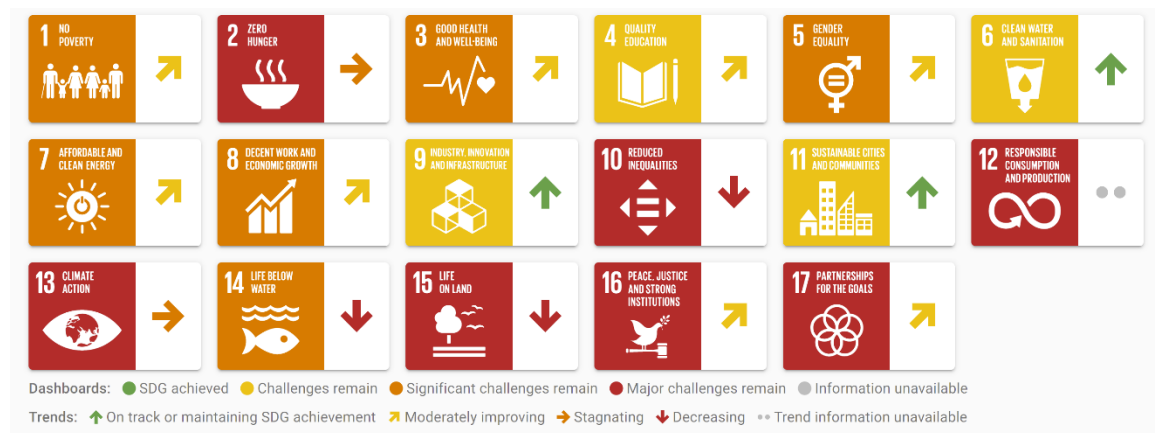 1 NO
POVERTY
2 ZERO
HUNGER
3 GOOD HEALTH
AND WELL-BEING
4 QUALITY
EDUCATION
5 GENDER
EQUALITY
6 CLEAN WATER
AND SANITATION
7 AFFORDABLE AND
CLEAN ENERGY
8 DECENT WORK AND
ECONOMIC GROWTH
9 INDUSTRY, INNOVATION
AND INFRASTRUCTURE
10 REDUCED
INEQUALITIES
11 SUSTAINABLE CITIES
AND COMMUNITIES
12 RESPONSIBLE
CONSUMPTION
AND PRODUCTION
13 CLIMATE
ACTION
14 LIFE BELOW
WATER
15 LIFE
ON LAND
16 PEACE, JUSTICE
AND STRONG
INSTITUTIONS
17 PARTNERSHIPS
FOR THE GOALS
Dashboards: SDG achieved Challenges remain Significant challenges remain Major challenges remain Information unavailable
Trends: On track or maintaining SDG achievement Moderately improving Stagnating Decreasing Trend information unavailable